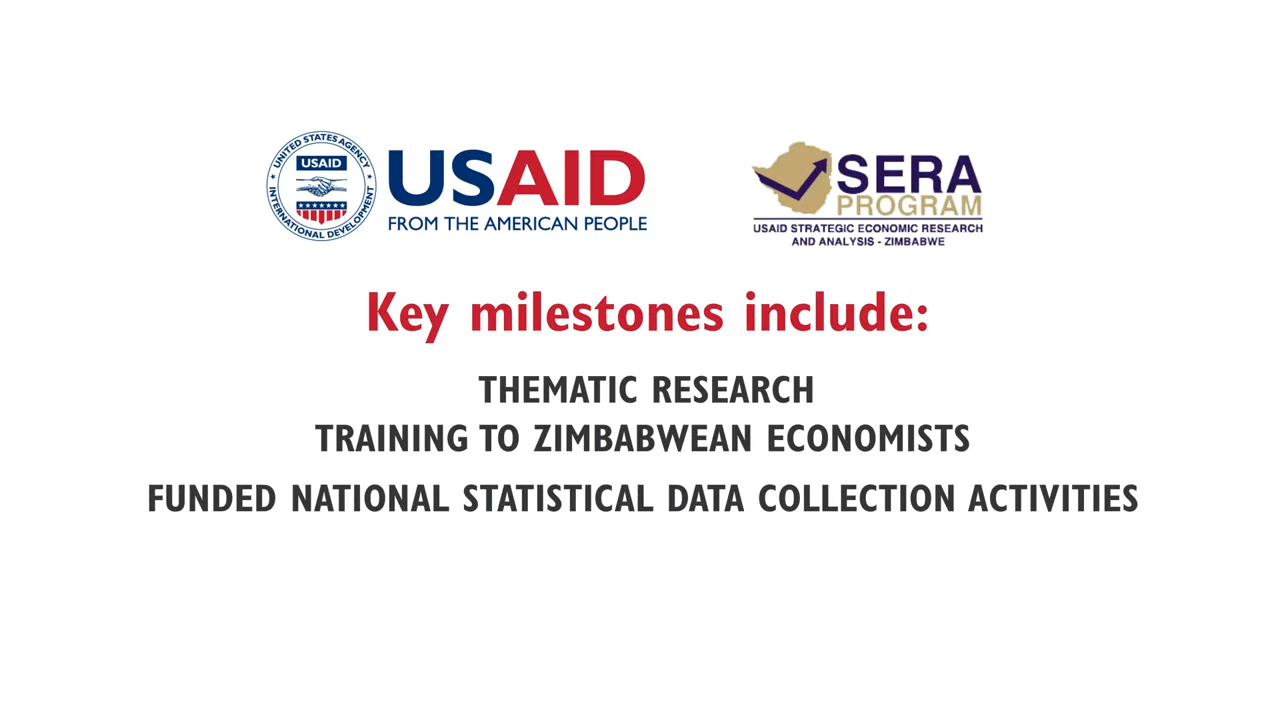 UNITED STATES AGENCY
USAID
INTERNATIONAL DEVELOPMENT
USAID
FROM THE AMERICAN PEOPLE
SERA
PROGRAM
USAID STRATEGIC ECONOMIC RESEARCH
AND ANALYSIS - ZIMBABWE
Key milestones include:
THEMATIC RESEARCH
TRAINING TO ZIMBABWEAN ECONOMISTS
FUNDED NATIONAL STATISTICAL DATA COLLECTION ACTIVITIES